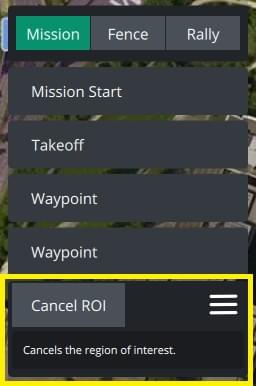 Mission Fence Rally
Mission Start
Takeoff
Waypoint
Waypoint
Cancel ROI
Cancels the region of interest.